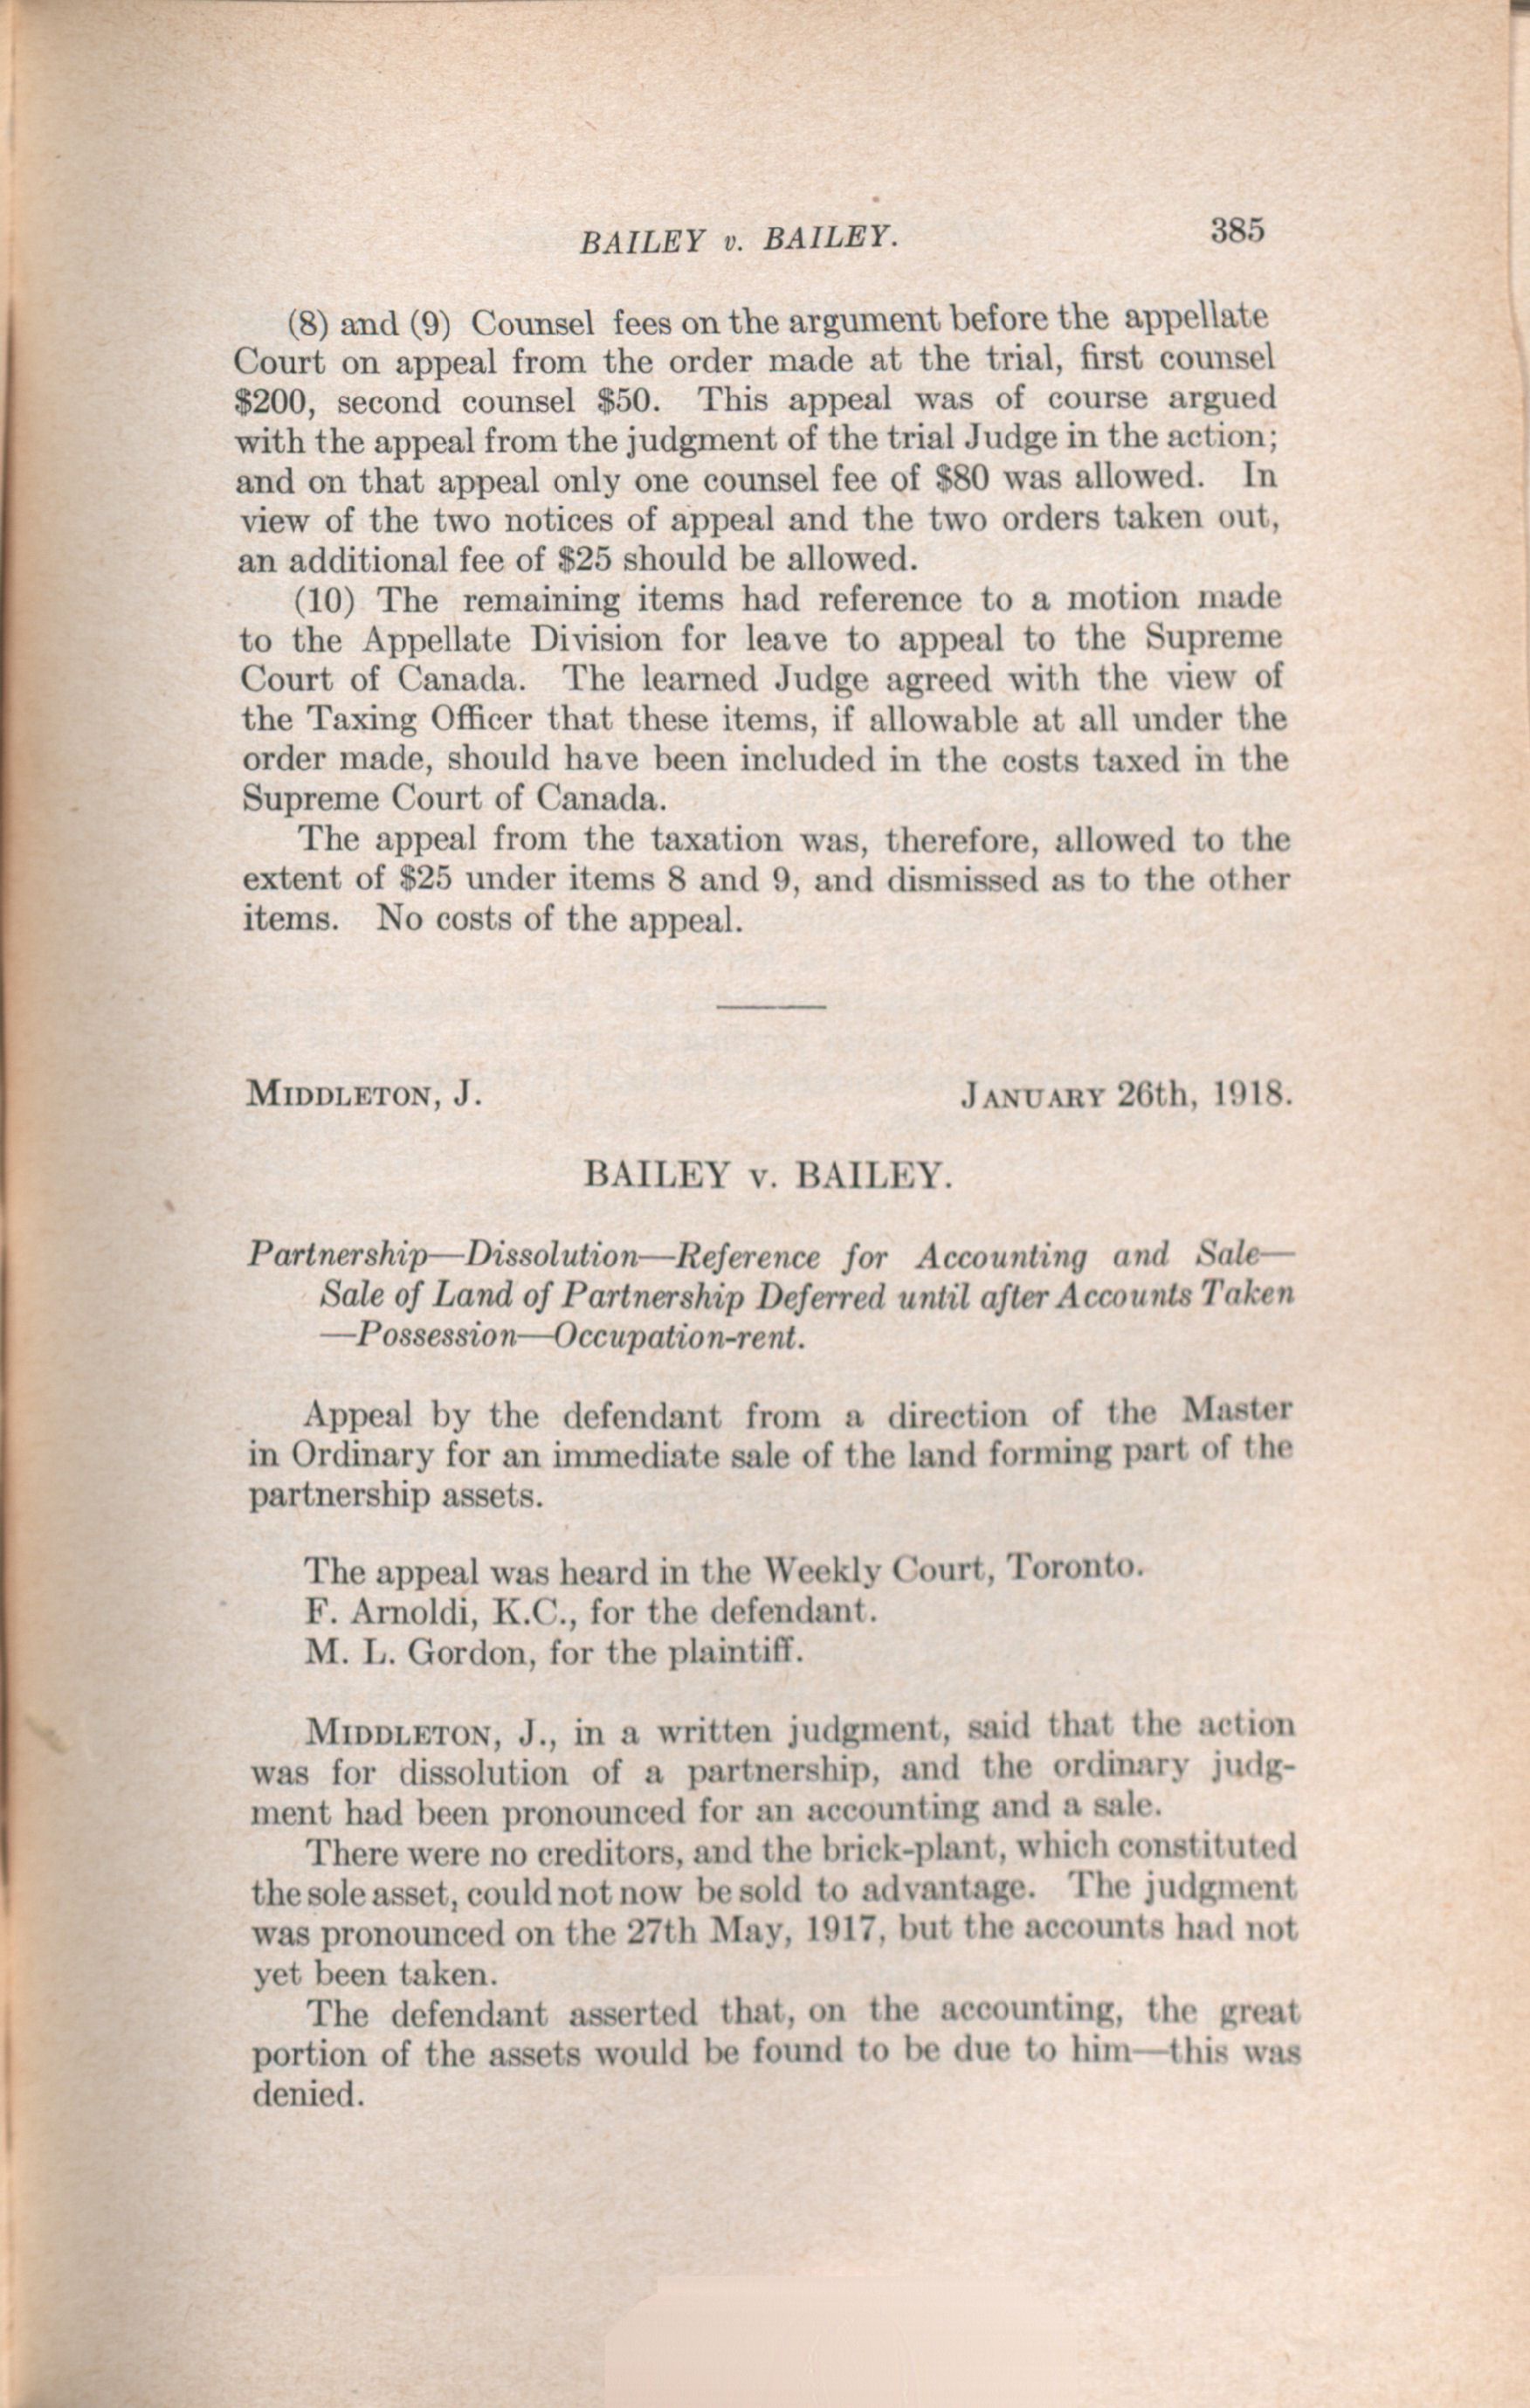 BAILEY v. BAILEY. 385
(8) and (9) Counsel fees on the argument before the appellate
Court on appeal from the order made at the trial, first counsel
$200, second counsel $50. This appeal was of course argued
with the appeal from the judgment of the trial Judge in the action;
and on that appeal only one counsel fee of $80 was allowed. In
view of the two notices of appeal and the two orders taken out,
an additional fee of $25 should be allowed.
(10) The remaining items had reference to a motion made
to the Appellate Division for leave to appeal to the Supreme
Court of Canada. The learned Judge agreed with the view of
the Taxing Officer that these items, if allowable at all under the
order made, should have been included in the costs taxed in the
Supreme Court of Canada.
The appeal from the taxation was, therefore, allowed to the
extent of $25 under items 8 and 9, and dismissed as to the other
items. No costs of the appeal.
MIDDLETON, J. JANUARY 26th, 1918.
BAILEY v. BAILEY.
Partnership—Dissolution—Reference for Accounting and Sale—
Sale of Land of Partnership Deferred until after Accounts Taken
—Possession—Occupation-rent.
Appeal by the defendant from a direction of the Master
in Ordinary for an immediate sale of the land forming part of the
partnership assets.
The appeal was heard in the Weekly Court, Toronto.
F. Arnoldi, K.C., for the defendant.
M. L. Gordon, for the plaintiff.
MIDDLETON, J., in a written judgment, said that the action
was for dissolution of a partnership, and the ordinary judg-
ment had been pronounced for an accounting and a sale.
There were no creditors, and the brick-plant, which constituted
the sole asset, could not now be sold to advantage. The judgment
was pronounced on the 27th May, 1917, but the accounts had not
yet been taken.
The defendant asserted that, on the accounting, the great
portion of the assets would be found to be due to him—this was
denied.